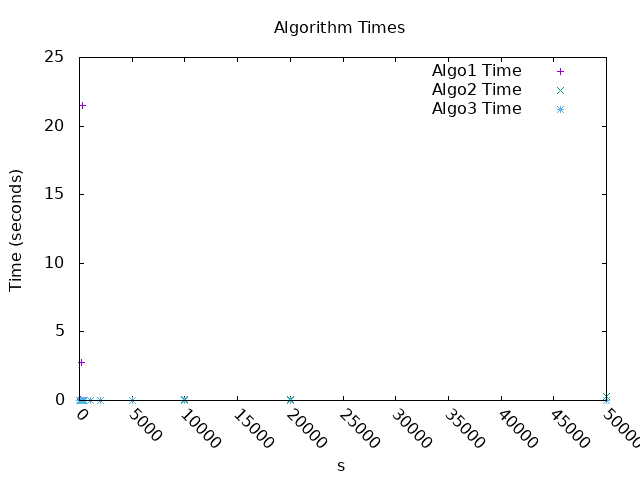 Algorithm Times
25
20
15
10
5
0
Time (seconds)
Algo1 Time
Algo2 Time
Algo3 Time
0
5000
10000
15000
20000
25000
30000
35000
40000
45000
50000
s